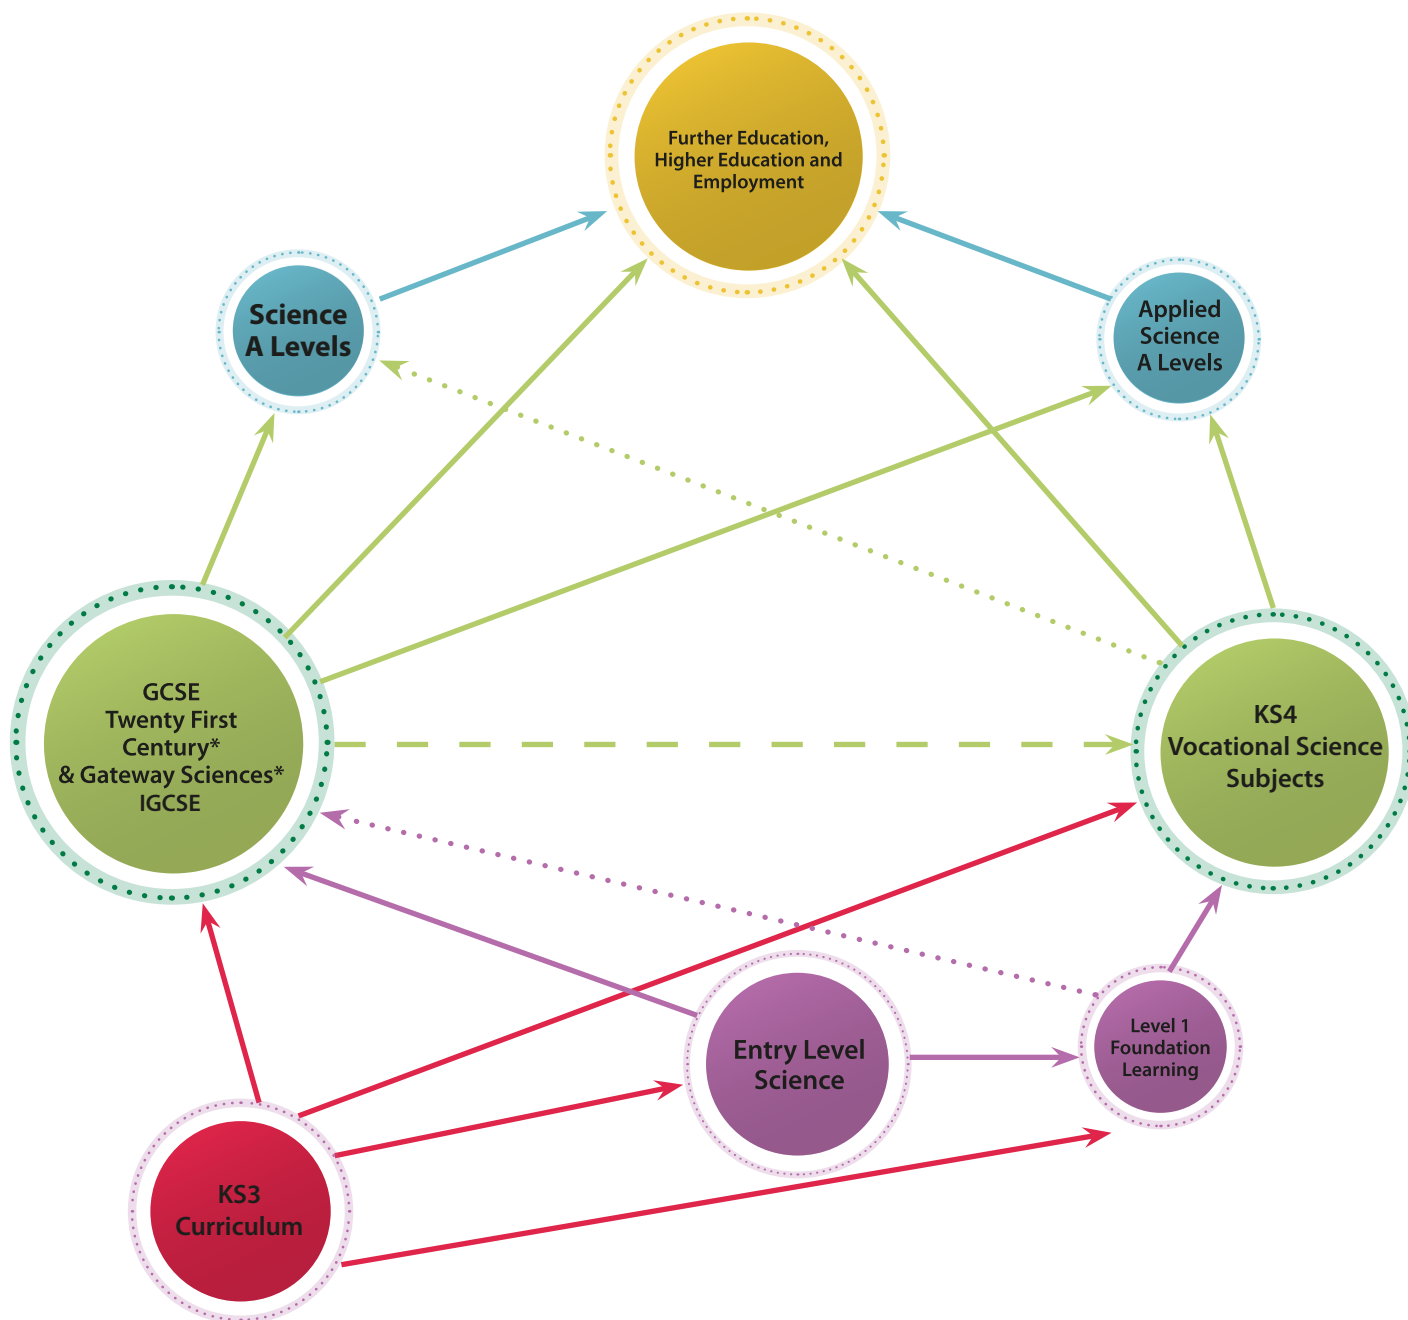 Further Education,
Higher Education and
Employment
Science
A Levels
Applied
Science
A Levels
GCSE
Twenty First
Century*
& Gateway Sciences*
IGCSE
KS4
Vocational Science
Subjects
Entry Level
Science
Level 1
Foundation
Learning
KS3
Curriculum